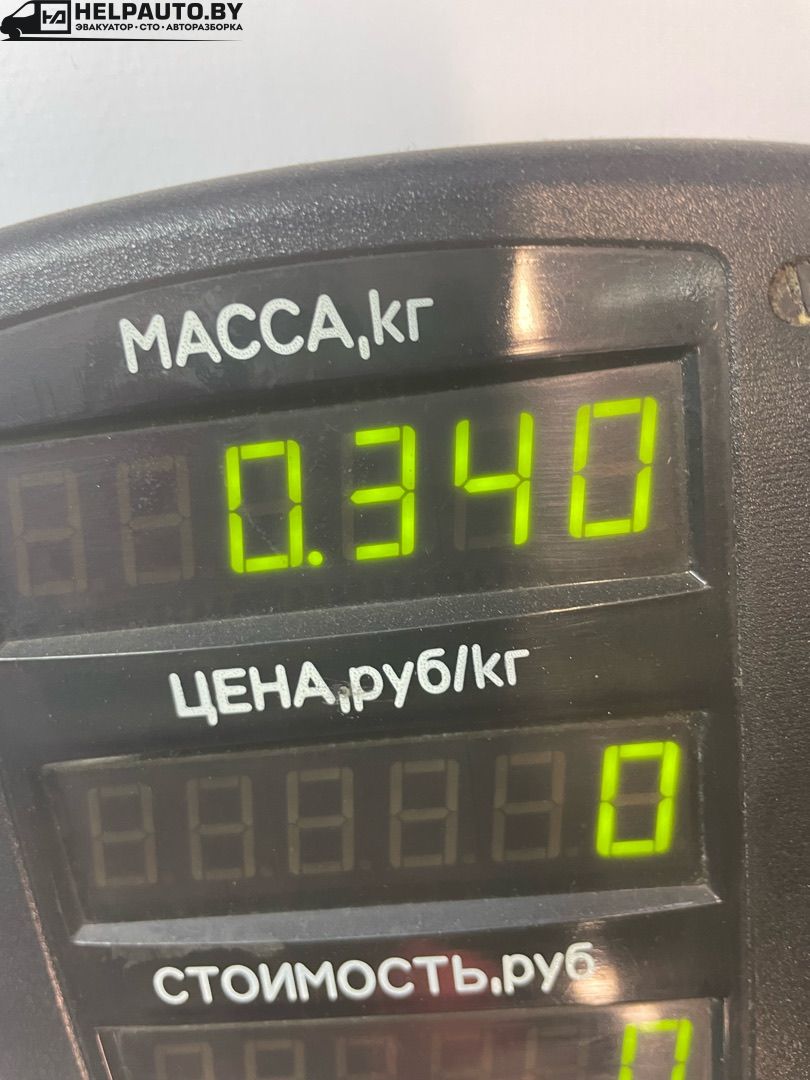 HELPAUTO.BY
ЭВАКУАТОР·СТО·АВТОРАЗБОРКА
МАССА,кг
0.340
ЦЕНА,руб/кг
0
СТОИМОСТЬ,руб
0